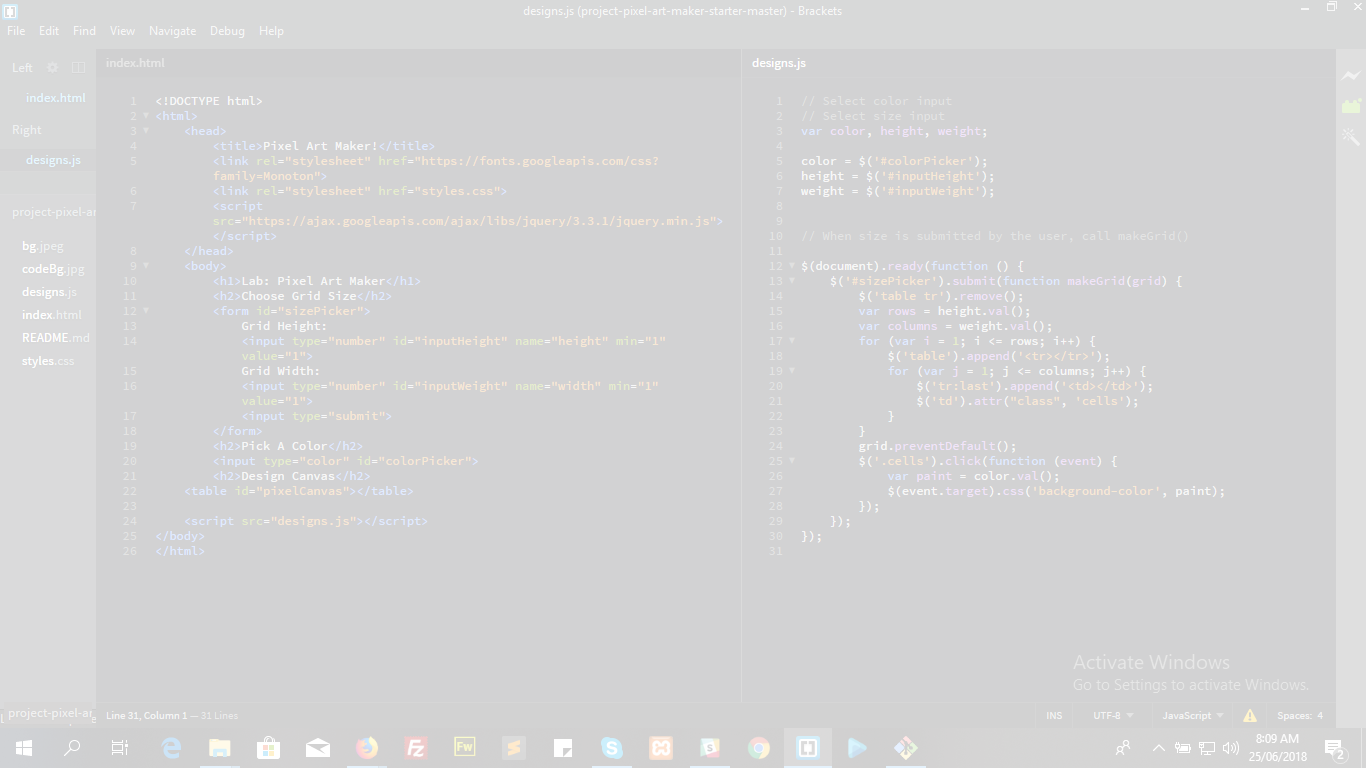 designs.js (project-pixel-art-maker-starter-master) - Brackets
File Edit Find View Navigate Debug Help
Left
index.html
Right
designs.js
project-pixel-ar
bg.jpeg
codeBg.jpg
designs.js
index.html
README.md
styles.css
project-pixel-ar
index.html
1 <!DOCTYPE html>
2 <html>
3 <head>
4 <title>Pixel Art Maker!</title>
5 <link rel="stylesheet" href="https://fonts.googleapis.com/css?
family=Monoton">
6 <link rel="stylesheet" href="styles.css">
7 <script
src="https://ajax.googleapis.com/ajax/libs/jquery/3.3.1/jquery.min.js">
</script>
8 </head>
9 <body>
10 <h1>Lab: Pixel Art Maker</h1>
11 <h2>Choose Grid Size</h2>
12 <form id="sizePicker">
13 Grid Height:
14 <input type="number" id="inputHeight" name="height" min="1"
value="1">
15 Grid Width:
16 <input type="number" id="inputWeight" name="width" min="1"
value="1">
17 <input type="submit">
18 </form>
19 <h2>Pick A Color</h2>
20 <input type="color" id="colorPicker">
21 <h2>Design Canvas</h2>
22 <table id="pixelCanvas"></table>
23
24 <script src="designs.js"></script>
25 </body>
26 </html>
designs.js
1 // Select color input
2 // Select size input
3 var color, height, weight;
4
5 color = $('#colorPicker');
6 height = $('#inputHeight');
7 weight = $('#inputWeight');
8
9
10 // When size is submitted by the user, call makeGrid()
11
12 $(document).ready(function () {
13 $('#sizePicker').submit(function makeGrid(grid) {
14 $('table tr').remove();
15 var rows = height.val();
16 var columns = weight.val();
17 for (var i = 1; i <= rows; i++) {
18 $('table').append('<tr></tr>');
19 for (var j = 1; j <= columns; j++) {
20 $('tr:last').append('<td></td>');
21 $('td').attr("class", 'cells');
22 }
23 }
24 grid.preventDefault();
25 $('.cells').click(function (event) {
26 var paint = color.val();
27 $(event.target).css('background-color', paint);
28 });
29 });
30 });
31
Activate Windows
Go to Settings to activate Windows.
Line 31, Column 1 — 31 Lines
INS UTF-8 JavaScript Spaces: 4
Fz Fw S
8:09 AM
25/06/2018
2